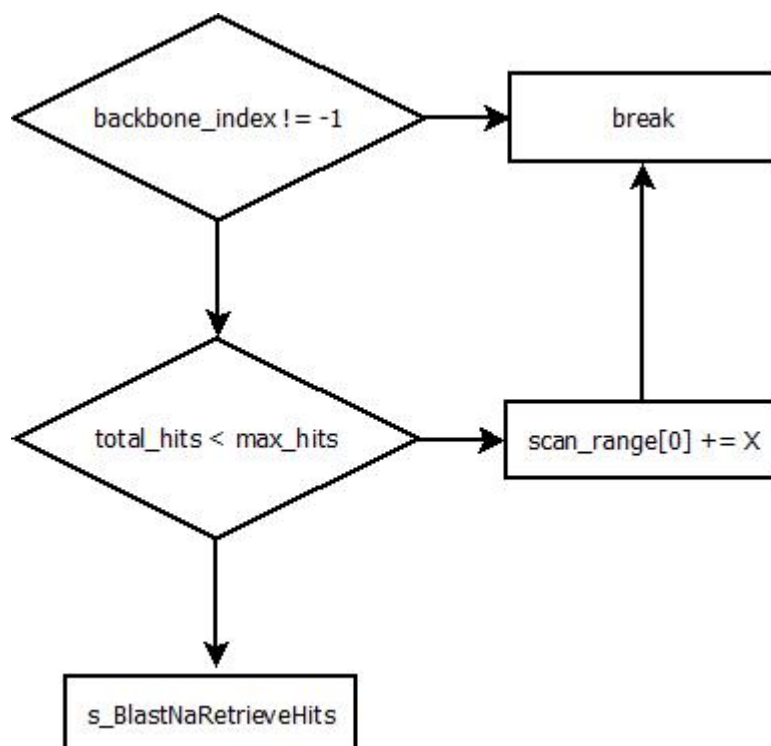 backbone_index != -1
break
total_hits < max_hits
scan_range[0] += X
s_BlastNaRetrieveHits